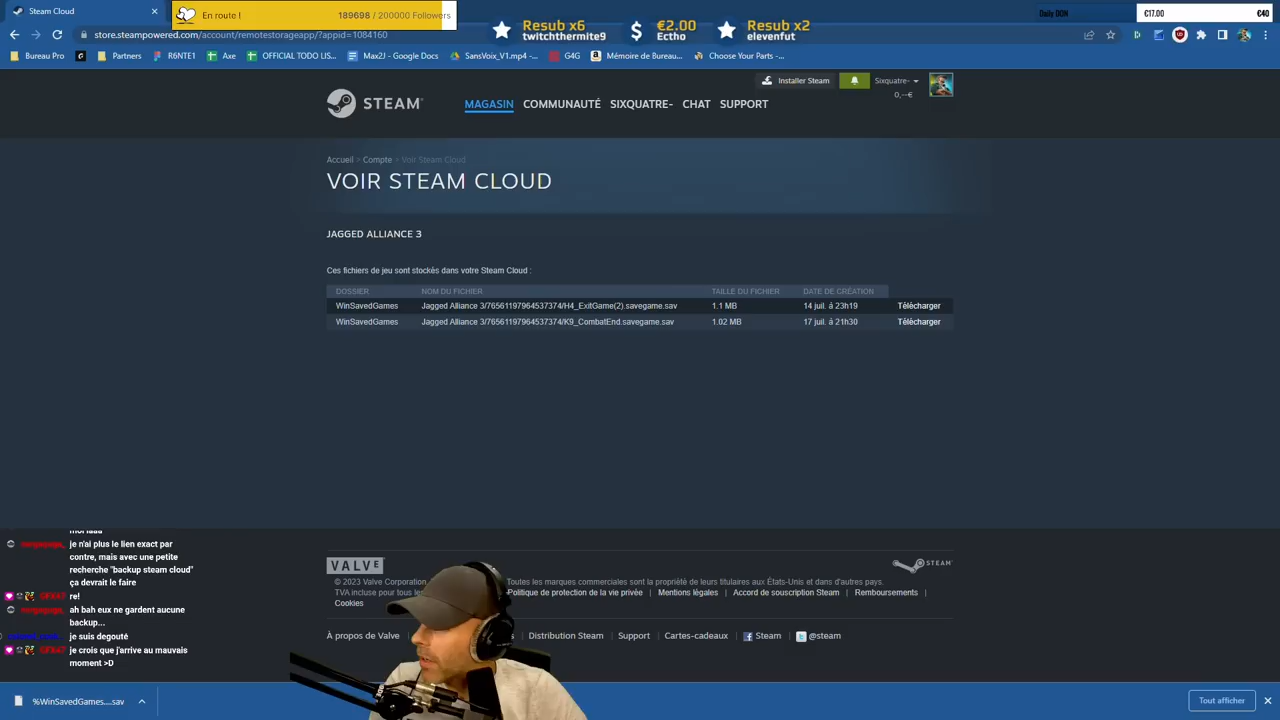 Steam Cloud
En route !
189698 / 200000 Followers
Resub x6
twitchthermite9
€2.00
Ectho
Resub x2
elevenfut
Daily DON
€17.00
€40
store.steampowered.com/account/remotestorageapp/?appid=1084160
Bureau Pro
Partners
R6NTE1
Axe
OFFICIAL TODO LIS...
Max2J - Google Docs
SansVoix_V1.mp4 -...
G4G
Mémoire de Bureau...
Choose Your Parts -...
Installer Steam
Sixquatre-
0,--€
STEAM
MAGASIN
COMMUNAUTÉ
SIXQUATRE-
CHAT
SUPPORT
Accueil > Compte > Voir Steam Cloud
VOIR STEAM CLOUD
JAGGED ALLIANCE 3
Ces fichiers de jeu sont stockés dans votre Steam Cloud :
DOSSIER NOM DU FICHIER TAILLE DU FICHIER DATE DE CRÉATION
WinSavedGames Jagged Alliance 3/76561197964537374/H4_ExitGame(2).savegame.sav 1.1 MB 14 juil. à 23h19 Télécharger
WinSavedGames Jagged Alliance 3/76561197964537374/K9_CombatEnd.savegame.sav 1.02 MB 17 juil. à 21h30 Télécharger
je n'ai plus le lien exact par
contre, mais avec une petite
recherche "backup steam cloud"
ça devrait le faire
re!
ah bah eux ne gardent aucune
backup...
je suis degouté
je crois que j'arrive au mauvais
moment >D
VALVE
STEAM
© 2023 Valve Corporation. Toutes les marques commerciales sont la propriété de leurs titulaires aux États-Unis et dans d'autres pays.
TVA incluse pour tous les Politique de protection de la vie privée | Mentions légales | Accord de souscription Steam | Remboursements |
Cookies
À propos de Valve Distribution Steam | Support | Cartes-cadeaux | Steam | @steam
%WinSavedGames....sav
Tout afficher